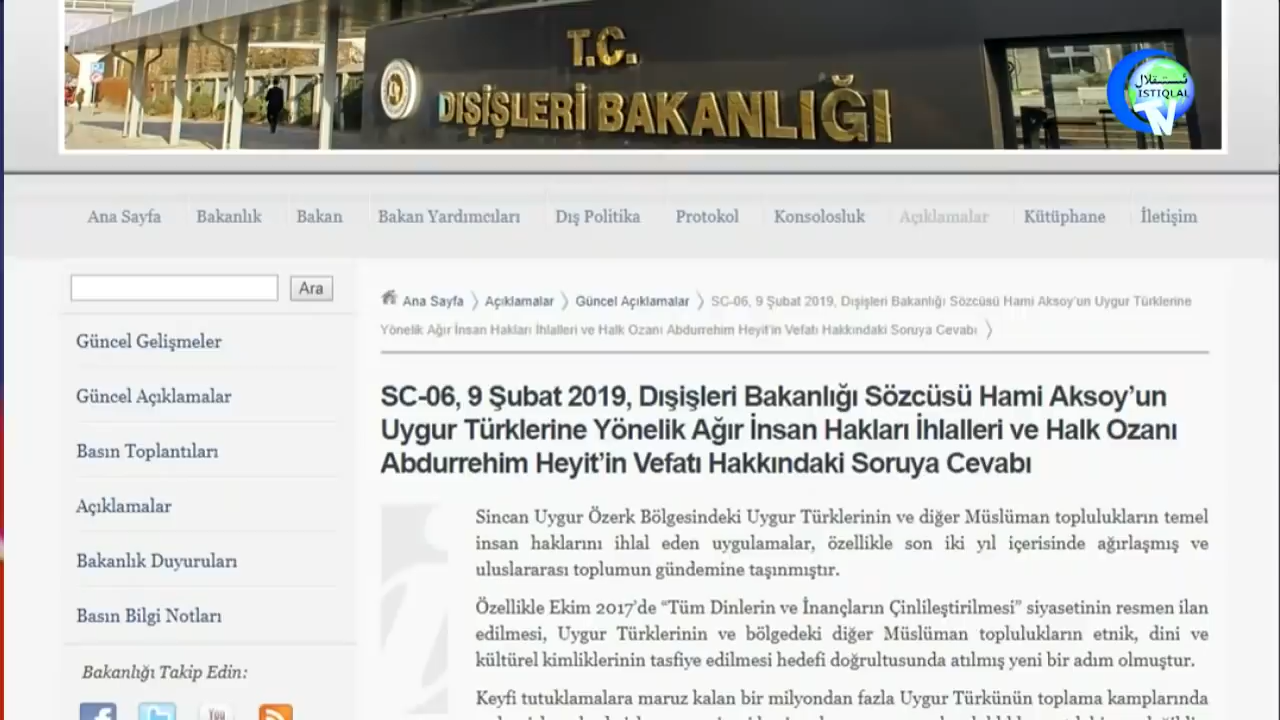 T.C.
DIŞİŞLERİ BAKANLIĞI
ئىستىقلال
ISTIQLAL
TV
Ana Sayfa Bakanlık Bakan Bakan Yardımcıları Dış Politika Protokol Konsolosluk Açıklamalar Kütüphane İletişim
Ara
Güncel Gelişmeler
Güncel Açıklamalar
Basın Toplantıları
Açıklamalar
Bakanlık Duyuruları
Basın Bilgi Notları
Bakanlığı Takip Edin:
You
Ana Sayfa 〉 Açıklamalar 〉 Güncel Açıklamalar 〉 SC-06, 9 Şubat 2019, Dışişleri Bakanlığı Sözcüsü Hami Aksoy'un Uygur Türklerine
Yönelik Ağır İnsan Hakları İhlalleri ve Halk Ozanı Abdurrehim Heyit'in Vefatı Hakkındaki Soruya Cevabı 〉
SC-06, 9 Şubat 2019, Dışişleri Bakanlığı Sözcüsü Hami Aksoy’un
Uygur Türklerine Yönelik Ağır İnsan Hakları İhlalleri ve Halk Ozanı
Abdurrehim Heyit’in Vefatı Hakkındaki Soruya Cevabı
Sincan Uygur Özerk Bölgesindeki Uygur Türklerinin ve diğer Müslüman toplulukların temel
insan haklarını ihlal eden uygulamalar, özellikle son iki yıl içerisinde ağırlaşmış ve
uluslararası toplumun gündemine taşınmıştır.
Özellikle Ekim 2017’de “Tüm Dinlerin ve İnançların Çinlileştirilmesi” siyasetinin resmen ilan
edilmesi, Uygur Türklerinin ve bölgedeki diğer Müslüman toplulukların etnik, dini ve
kültürel kimliklerinin tasfiye edilmesi hedefi doğrultusunda atılmış yeni bir adım olmuştur.
Keyfi tutuklamalara maruz kalan bir milyondan fazla Uygur Türkünün toplama kamplarında